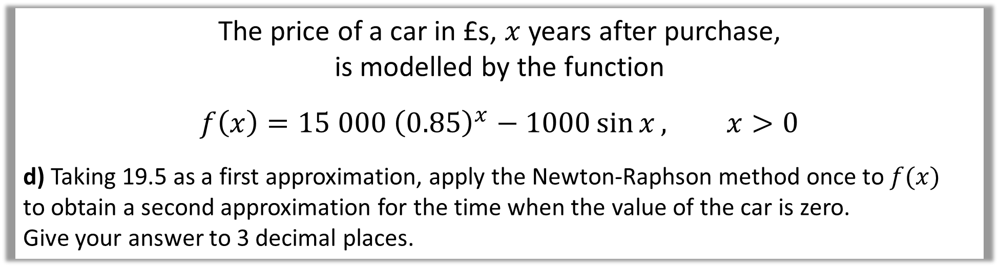 The price of a car in £s, x years after purchase,
is modelled by the function
f(x) = 15 000 (0.85)^x − 1000 sin x ,   x > 0
d) Taking 19.5 as a first approximation, apply the Newton-Raphson method once to f(x)
to obtain a second approximation for the time when the value of the car is zero.
Give your answer to 3 decimal places.